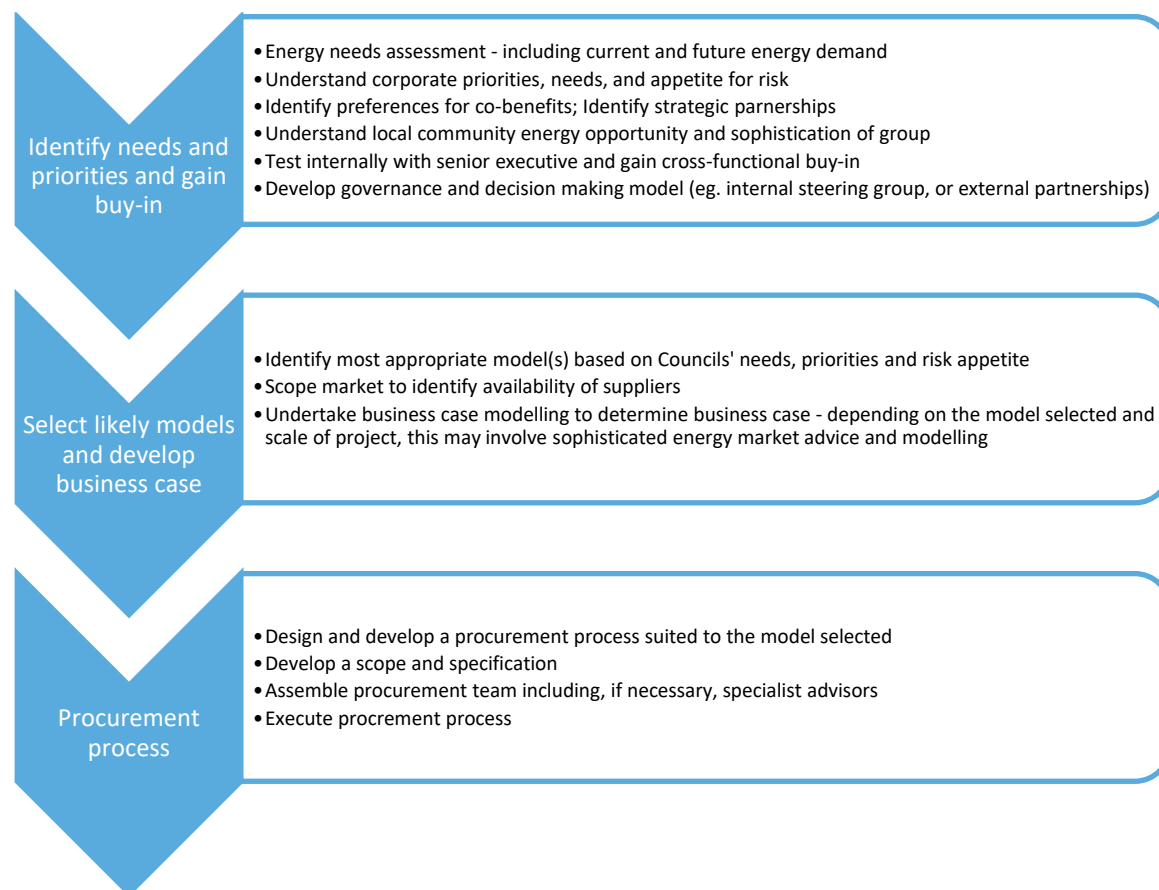 Identify needs and
priorities and gain
buy-in
•Energy needs assessment - including current and future energy demand
•Understand corporate priorities, needs, and appetite for risk
•Identify preferences for co-benefits; Identify strategic parnerships
•Understand local community energy opportunity and sophistication of group
•Test internally with senior executive and gain cross-functional buy-in
•Develop governance and decision making model (eg. internal steering group, or external partnerships)
Select likely models
and develop
business case
•Identify most appropriate model(s) based on Councils' needs, priorities and risk appetite
•Scope market to identify availability of suppliers
•Undertake business case modelling to determine business case - depending on the model selected and
scale of project, this may involve sophisticated energy market advice and modelling
Procurement
process
•Design and develop a procurement process suited to the model selected
•Develop a scope and specification
•Assemble procurement team including, if necessary, specialist advisors
•Execute procrement process